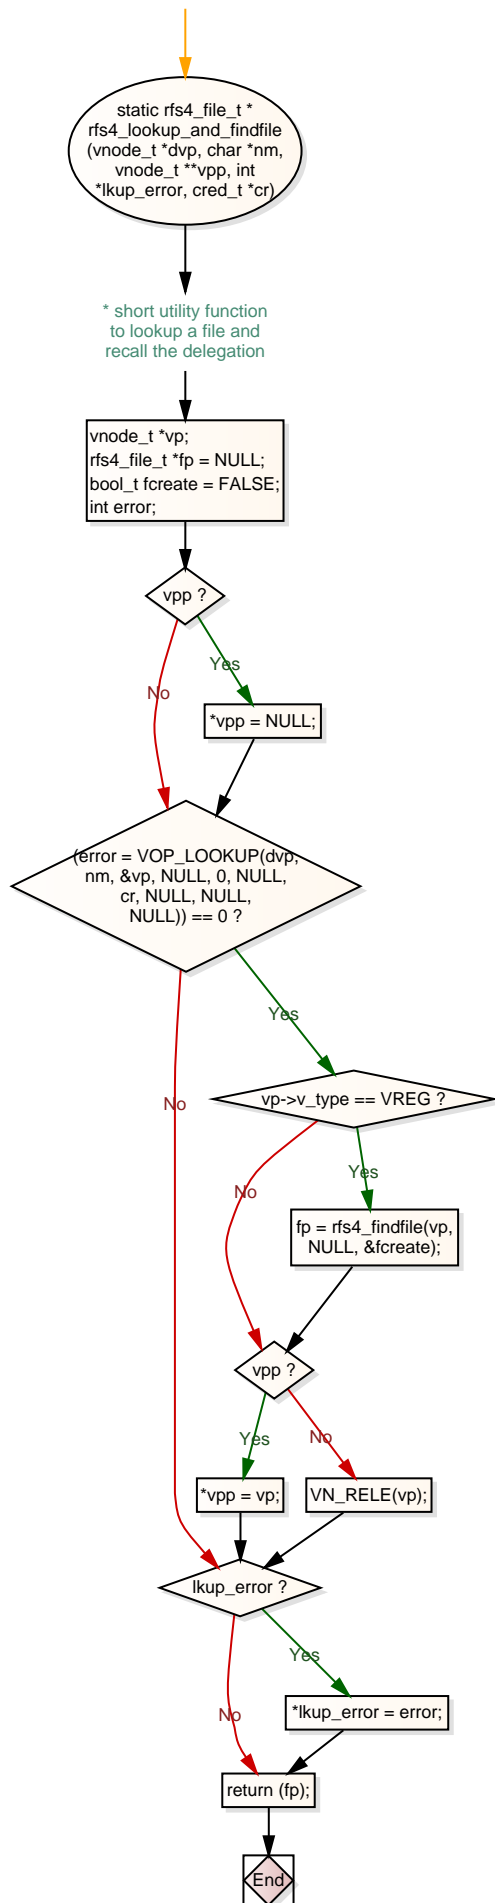 static rfs4_file_t *
rfs4_lookup_and_findfile
(vnode_t *dvp, char *nm,
vnode_t **vpp, int
*lkup_error, cred_t *cr)
* short utility function
to lookup a file and
recall the delegation
vnode_t *vp;
rfs4_file_t *fp = NULL;
bool_t fcreate = FALSE;
int error;
vpp ?
Yes
No
*vpp = NULL;
(error = VOP_LOOKUP(dvp,
nm, &vp, NULL, 0, NULL,
cr, NULL, NULL,
NULL)) == 0 ?
Yes
No
vp->v_type == VREG ?
Yes
No
fp = rfs4_findfile(vp,
NULL, &fcreate);
vpp ?
Yes
No
*vpp = vp;
VN_RELE(vp);
lkup_error ?
Yes
No
*lkup_error = error;
return (fp);
End